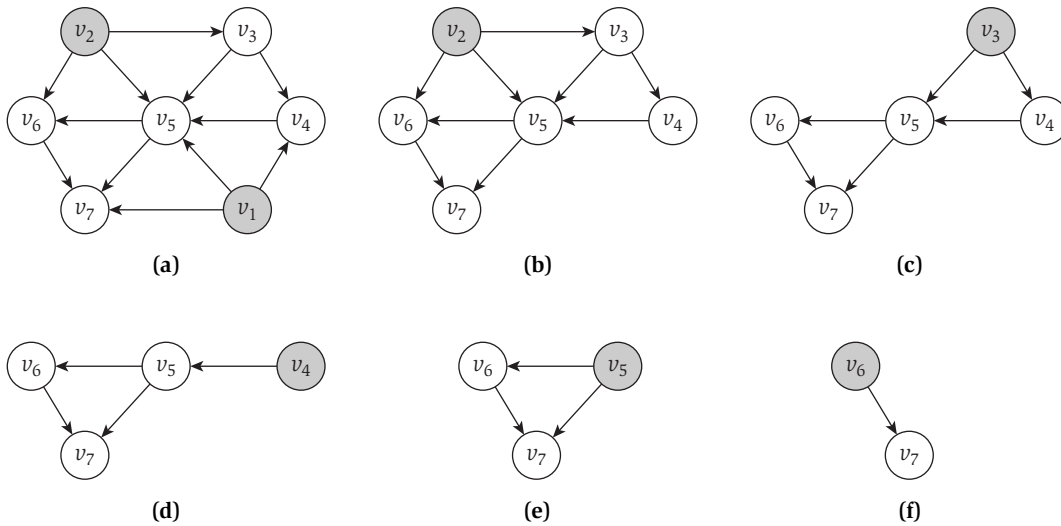 v2 v3 v2 v3 v3
v6 v5 v4 v6 v5 v4 v6 v5 v4
v7 v1 v7 v7
(a) (b) (c)
v6 v5 v4 v6 v5 v6
v7 v7 v7
(d) (e) (f)